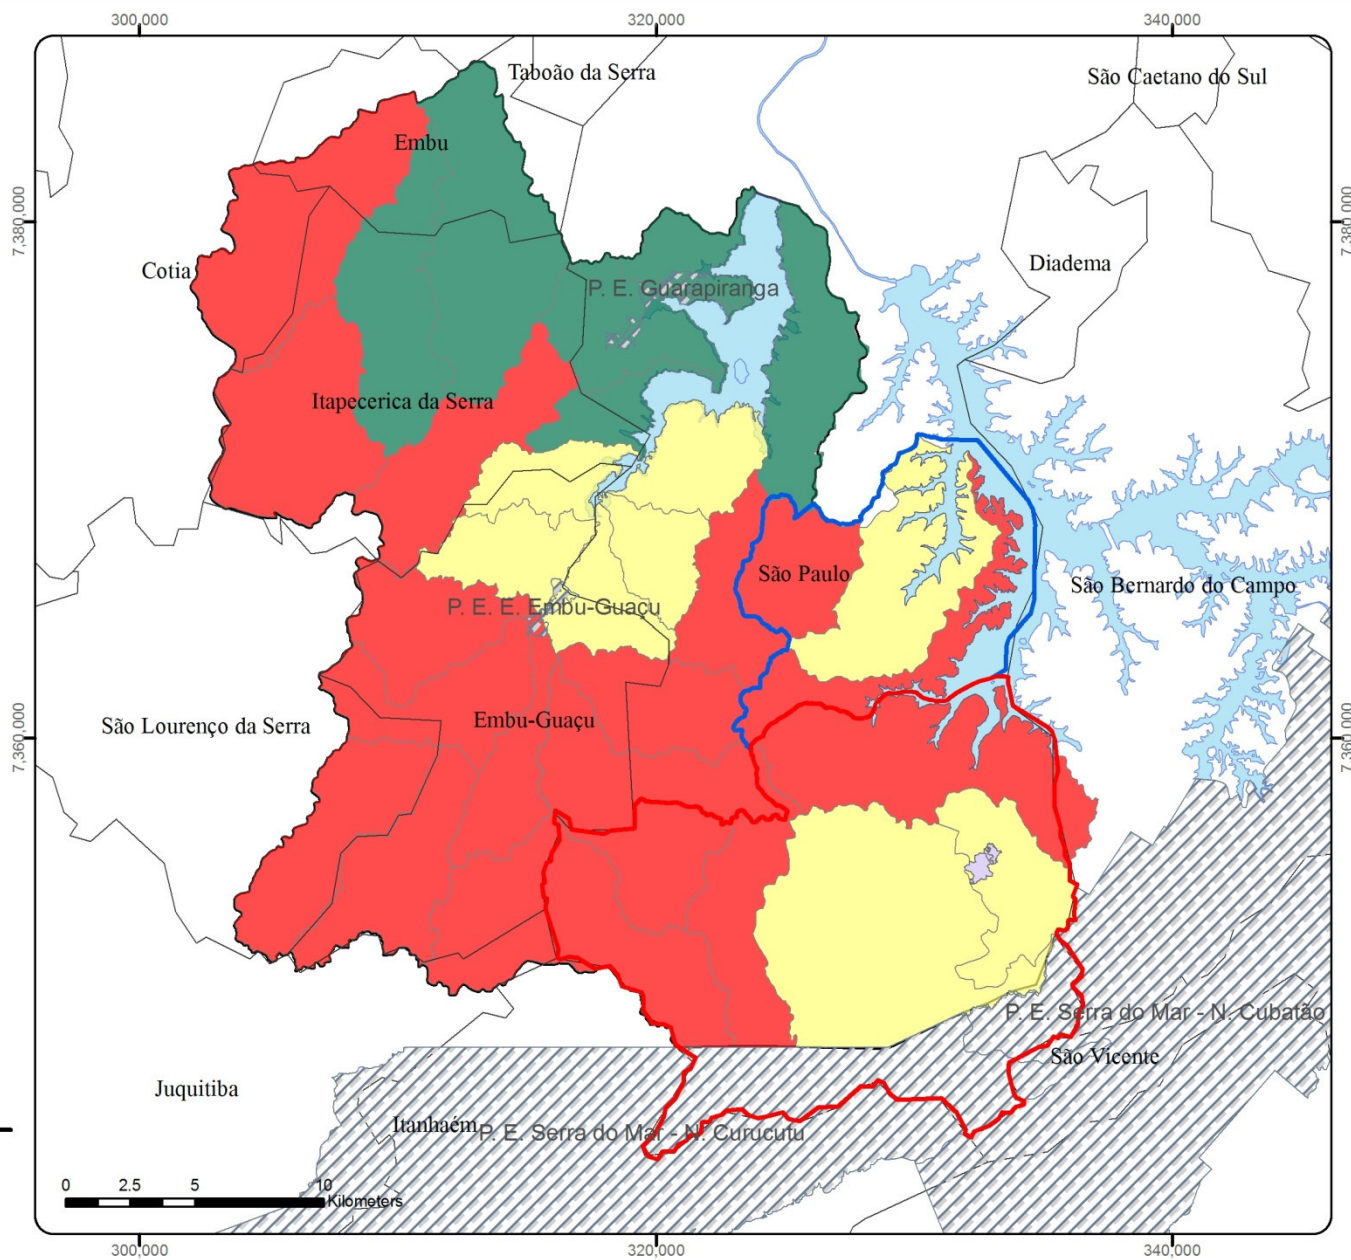 300,000
320,000
340,000
Taboão da Serra
São Caetano do Sul
Embu
7,380,000
7,380,000
Cotia
Diadema
P. E. Guarapiranga
Itapecerica da Serra
São Paulo
São Bernardo do Campo
P. E. E. Embu-Guaçu
São Lourenço da Serra
Embu-Guaçu
7,360,000
7,360,000
P. E. Serra do Mar - N. Cubatão
São Vicente
Juquitiba
Itanhaém
P. E. Serra do Mar - N. Curucutu
0 2.5 5 10
Kilometers
300,000
320,000
340,000